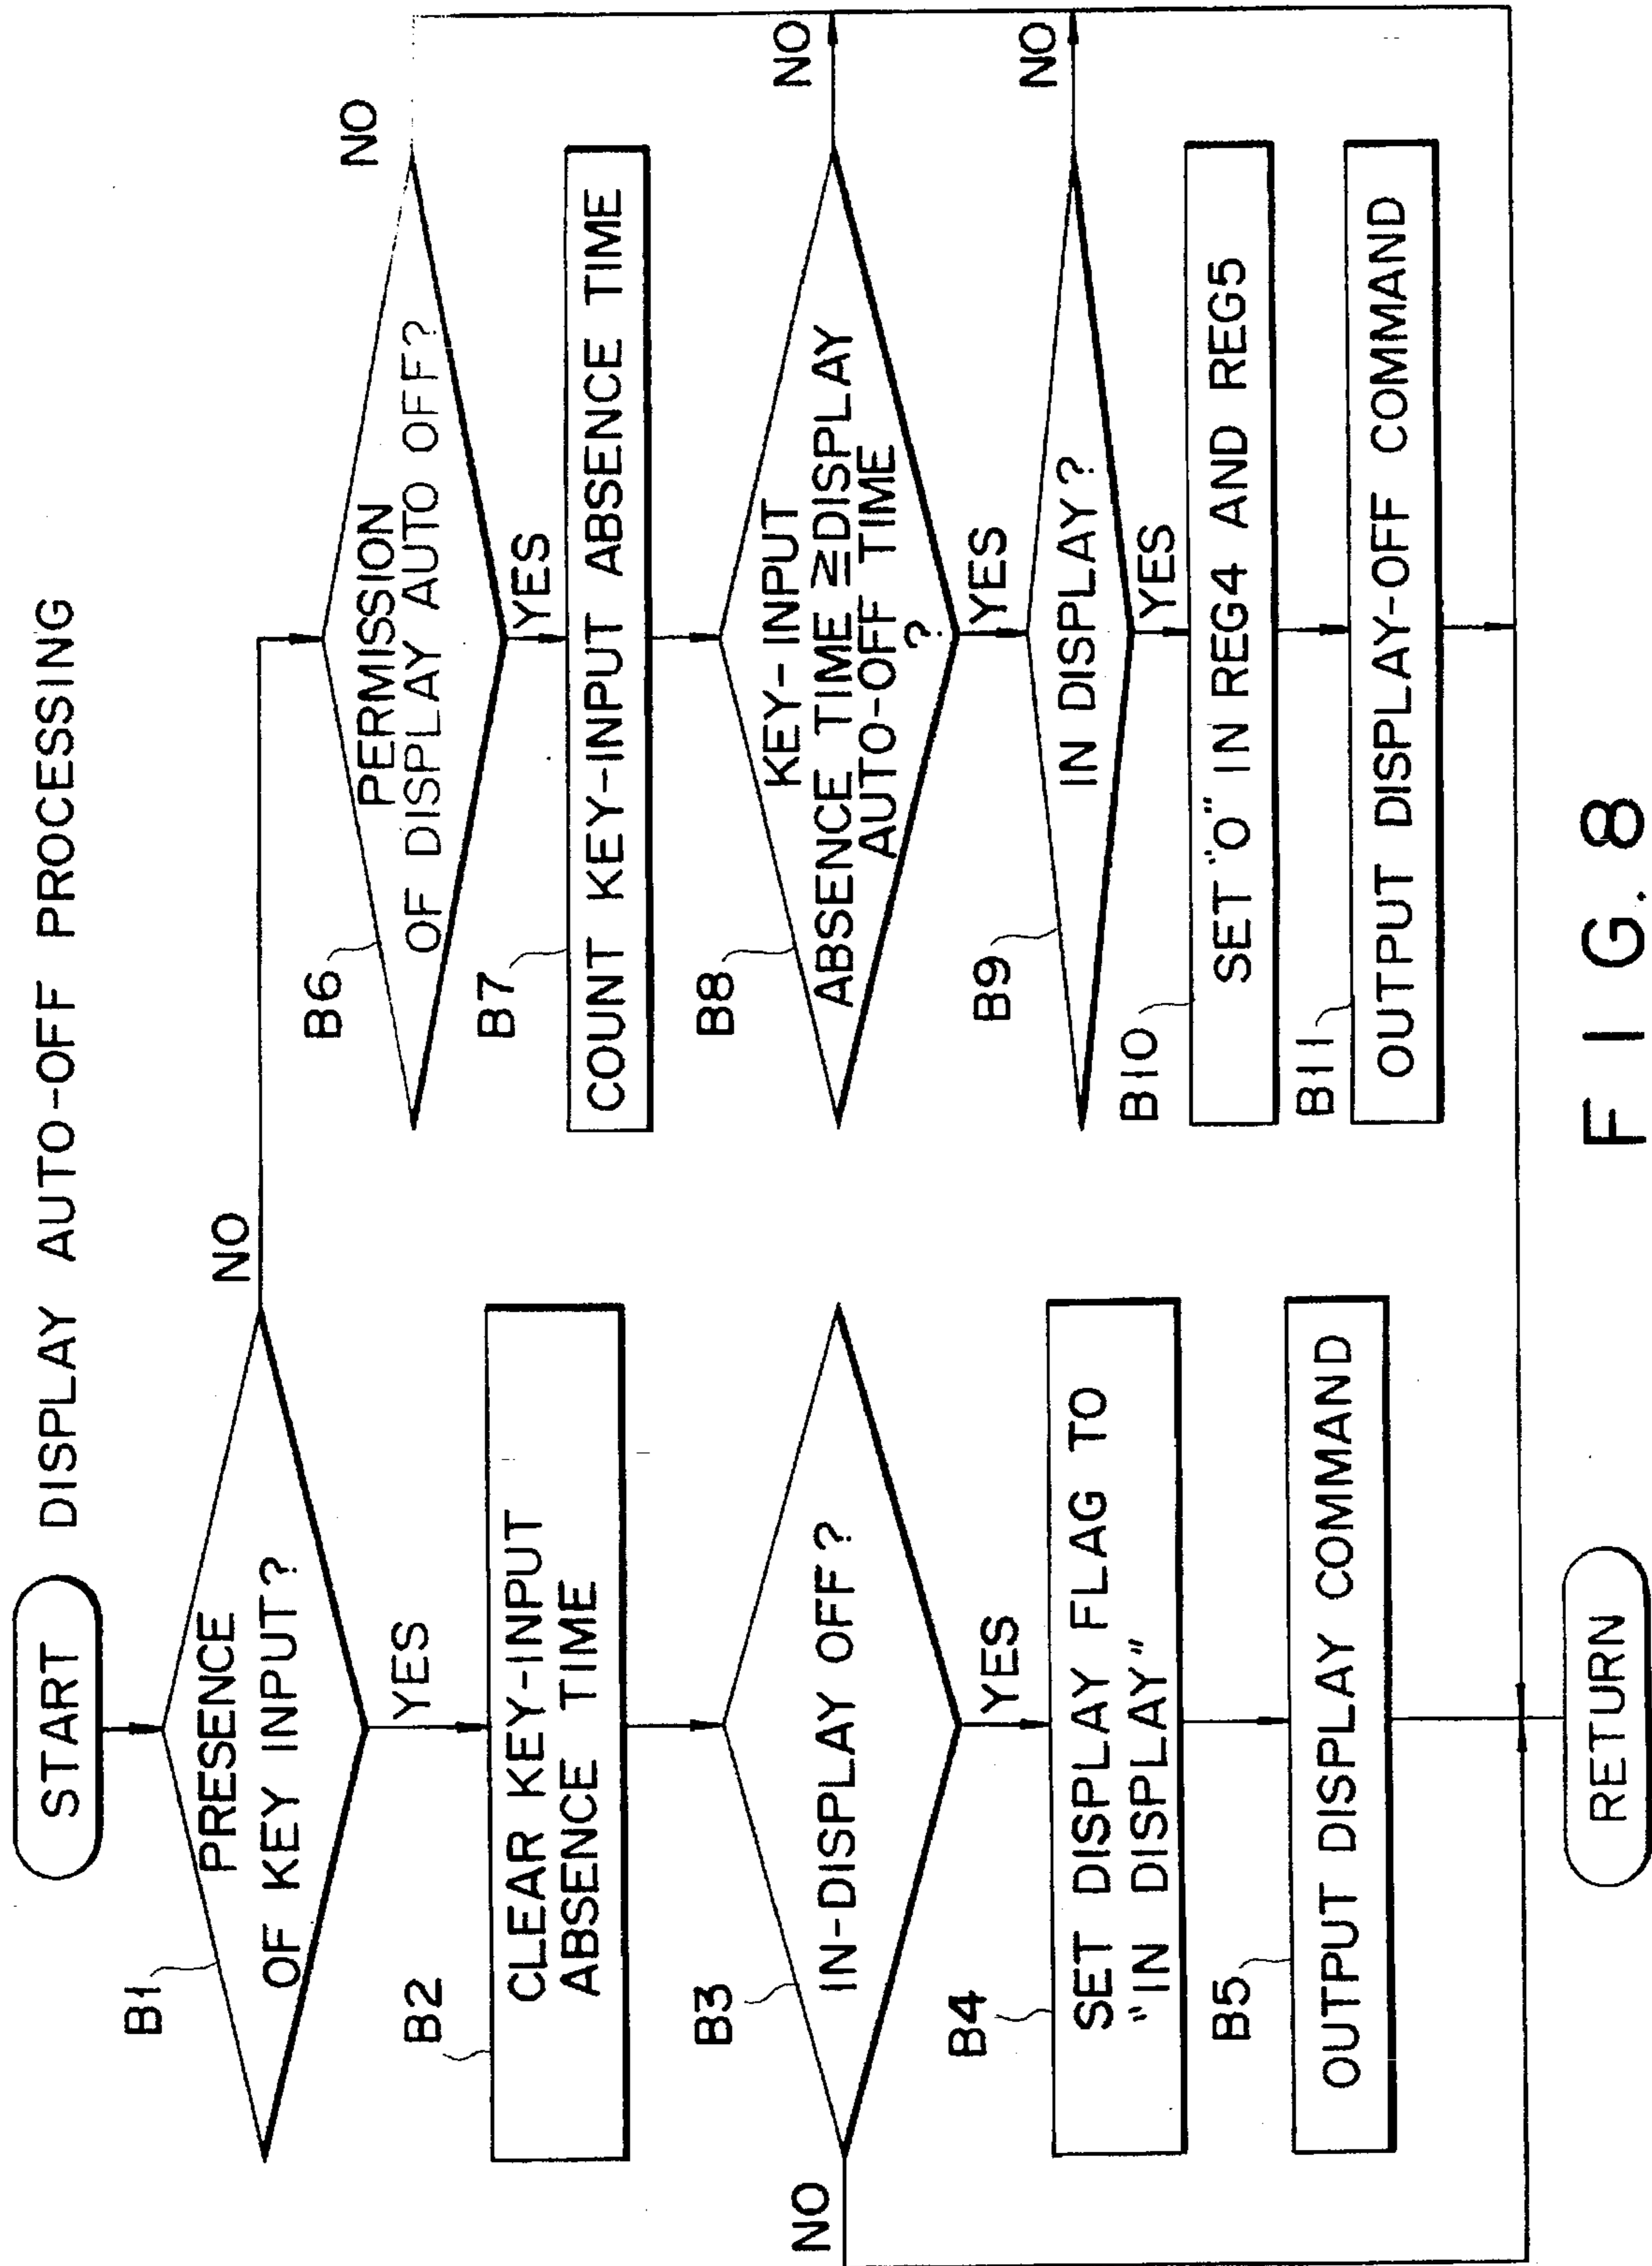 START
DISPLAY AUTO-OFF PROCESSING
B1
PRESENCE
OF KEY INPUT?
NO
YES
B2
CLEAR KEY-INPUT
ABSENCE TIME
B3
IN-DISPLAY OFF?
NO
YES
B4
SET DISPLAY FLAG TO
"IN DISPLAY"
B5
OUTPUT DISPLAY COMMAND
B6
PERMISSION
OF DISPLAY AUTO OFF?
NO
YES
B7
COUNT KEY-INPUT ABSENCE TIME
B8
KEY-INPUT
ABSENCE TIME ≧ DISPLAY
AUTO-OFF TIME
?
NO
YES
B9
IN DISPLAY?
NO
YES
B10
SET "0" IN REG4 AND REG5
B11
OUTPUT DISPLAY-OFF COMMAND
RETURN
FIG. 8